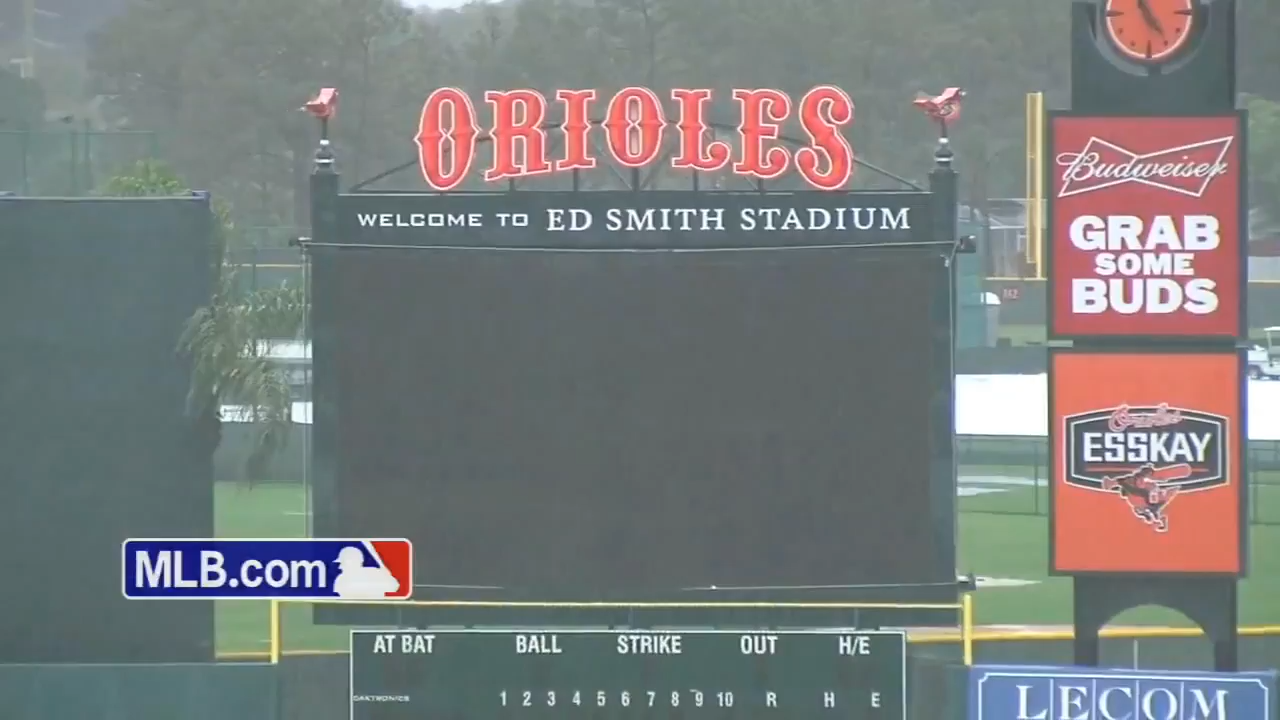 ORIOLES
WELCOME TO ED SMITH STADIUM
Budweiser
GRAB
SOME
BUDS
ESSKAY
MLB.com
AT BAT BALL STRIKE OUT H/E
DAKTRONICS 1 2 3 4 5 6 7 8 9 10 R H E
LECOM